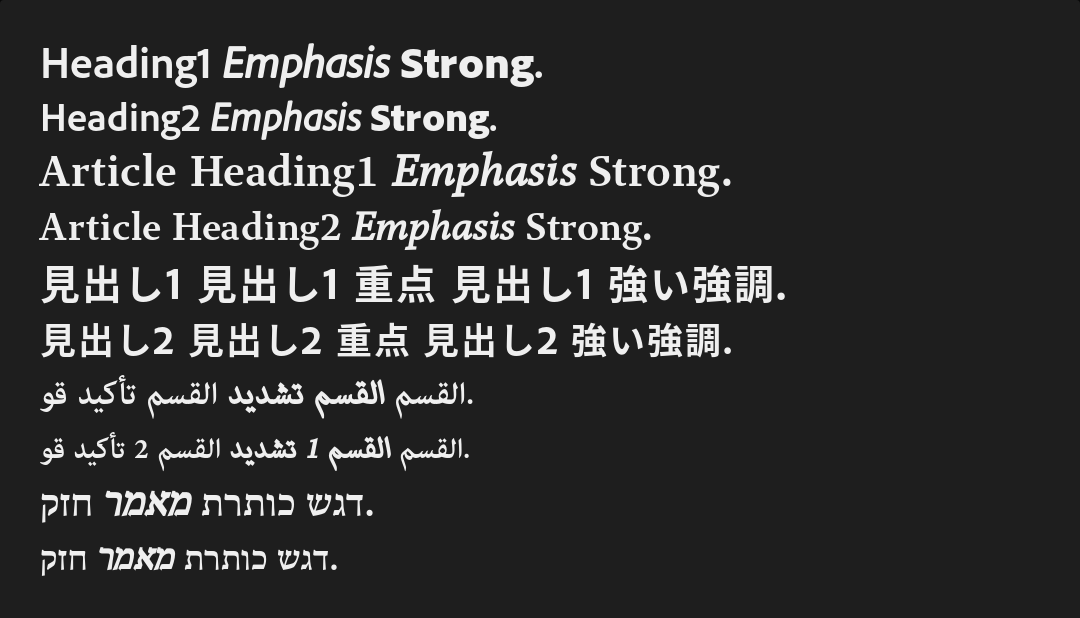 Heading1 Emphasis Strong.
Heading2 Emphasis Strong.
Article Heading1 Emphasis Strong.
Article Heading2 Emphasis Strong.
見出し1 見出し1 重点 見出し1 強い強調.
見出し2 見出し2 重点 見出し2 強い強調.
القسم القسم تشديد القسم تأكيد قو.
القسم القسم 1 تشديد القسم 2 تأكيد قو.
דגש כותרת מאמר חזק.
דגש כותרת מאמר חזק.